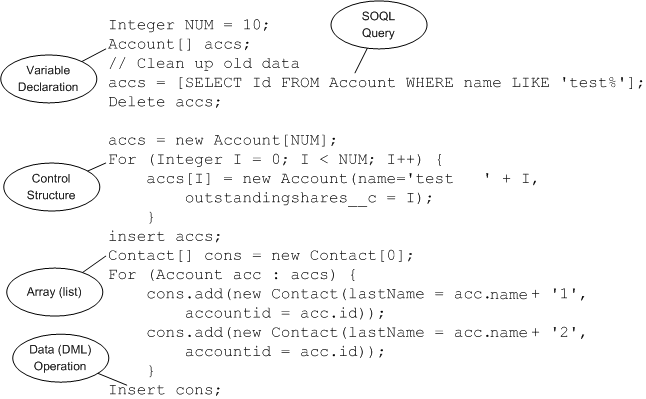 SOQL
Query
Integer NUM = 10;
Account[] accs;
// Clean up old data
accs = [SELECT Id FROM Account WHERE name LIKE 'test%'];
Delete accs;
Variable
Declaration
accs = new Account[NUM];
For (Integer I = 0; I < NUM; I++) {
accs[I] = new Account(name='test   ' + I,
outstandingshares__c = I);
}
insert accs;
Control
Structure
Contact[] cons = new Contact[0];
For (Account acc : accs) {
cons.add(new Contact(lastName = acc.name+ '1',
accountid = acc.id));
cons.add(new Contact(lastName = acc.name+ '2',
accountid = acc.id));
}
Insert cons;
Array (list)
Data (DML)
Operation